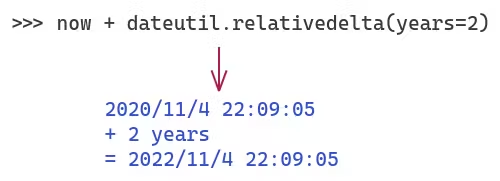 >>> now + dateutil.relativedelta(years=2)
2020/11/4 22:09:05
+ 2 years
= 2022/11/4 22:09:05